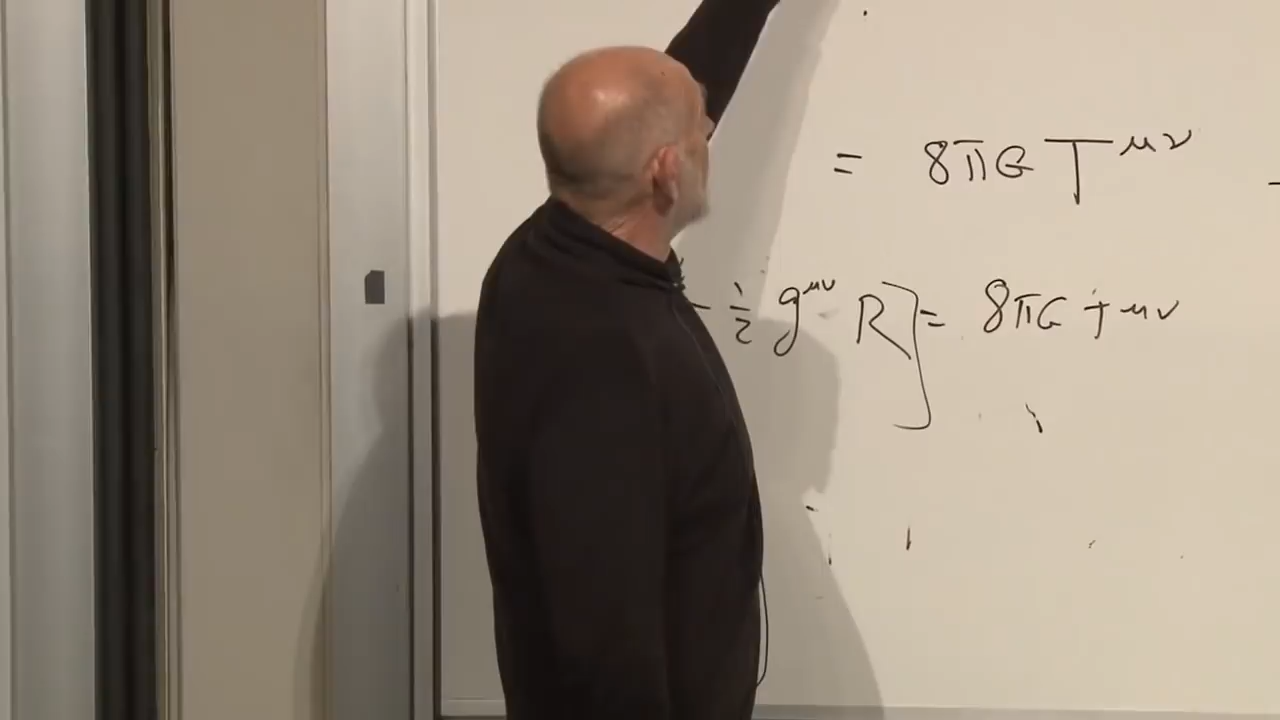 = 8πG T^μν
- 1/2 g^μν R] = 8πG T^μν